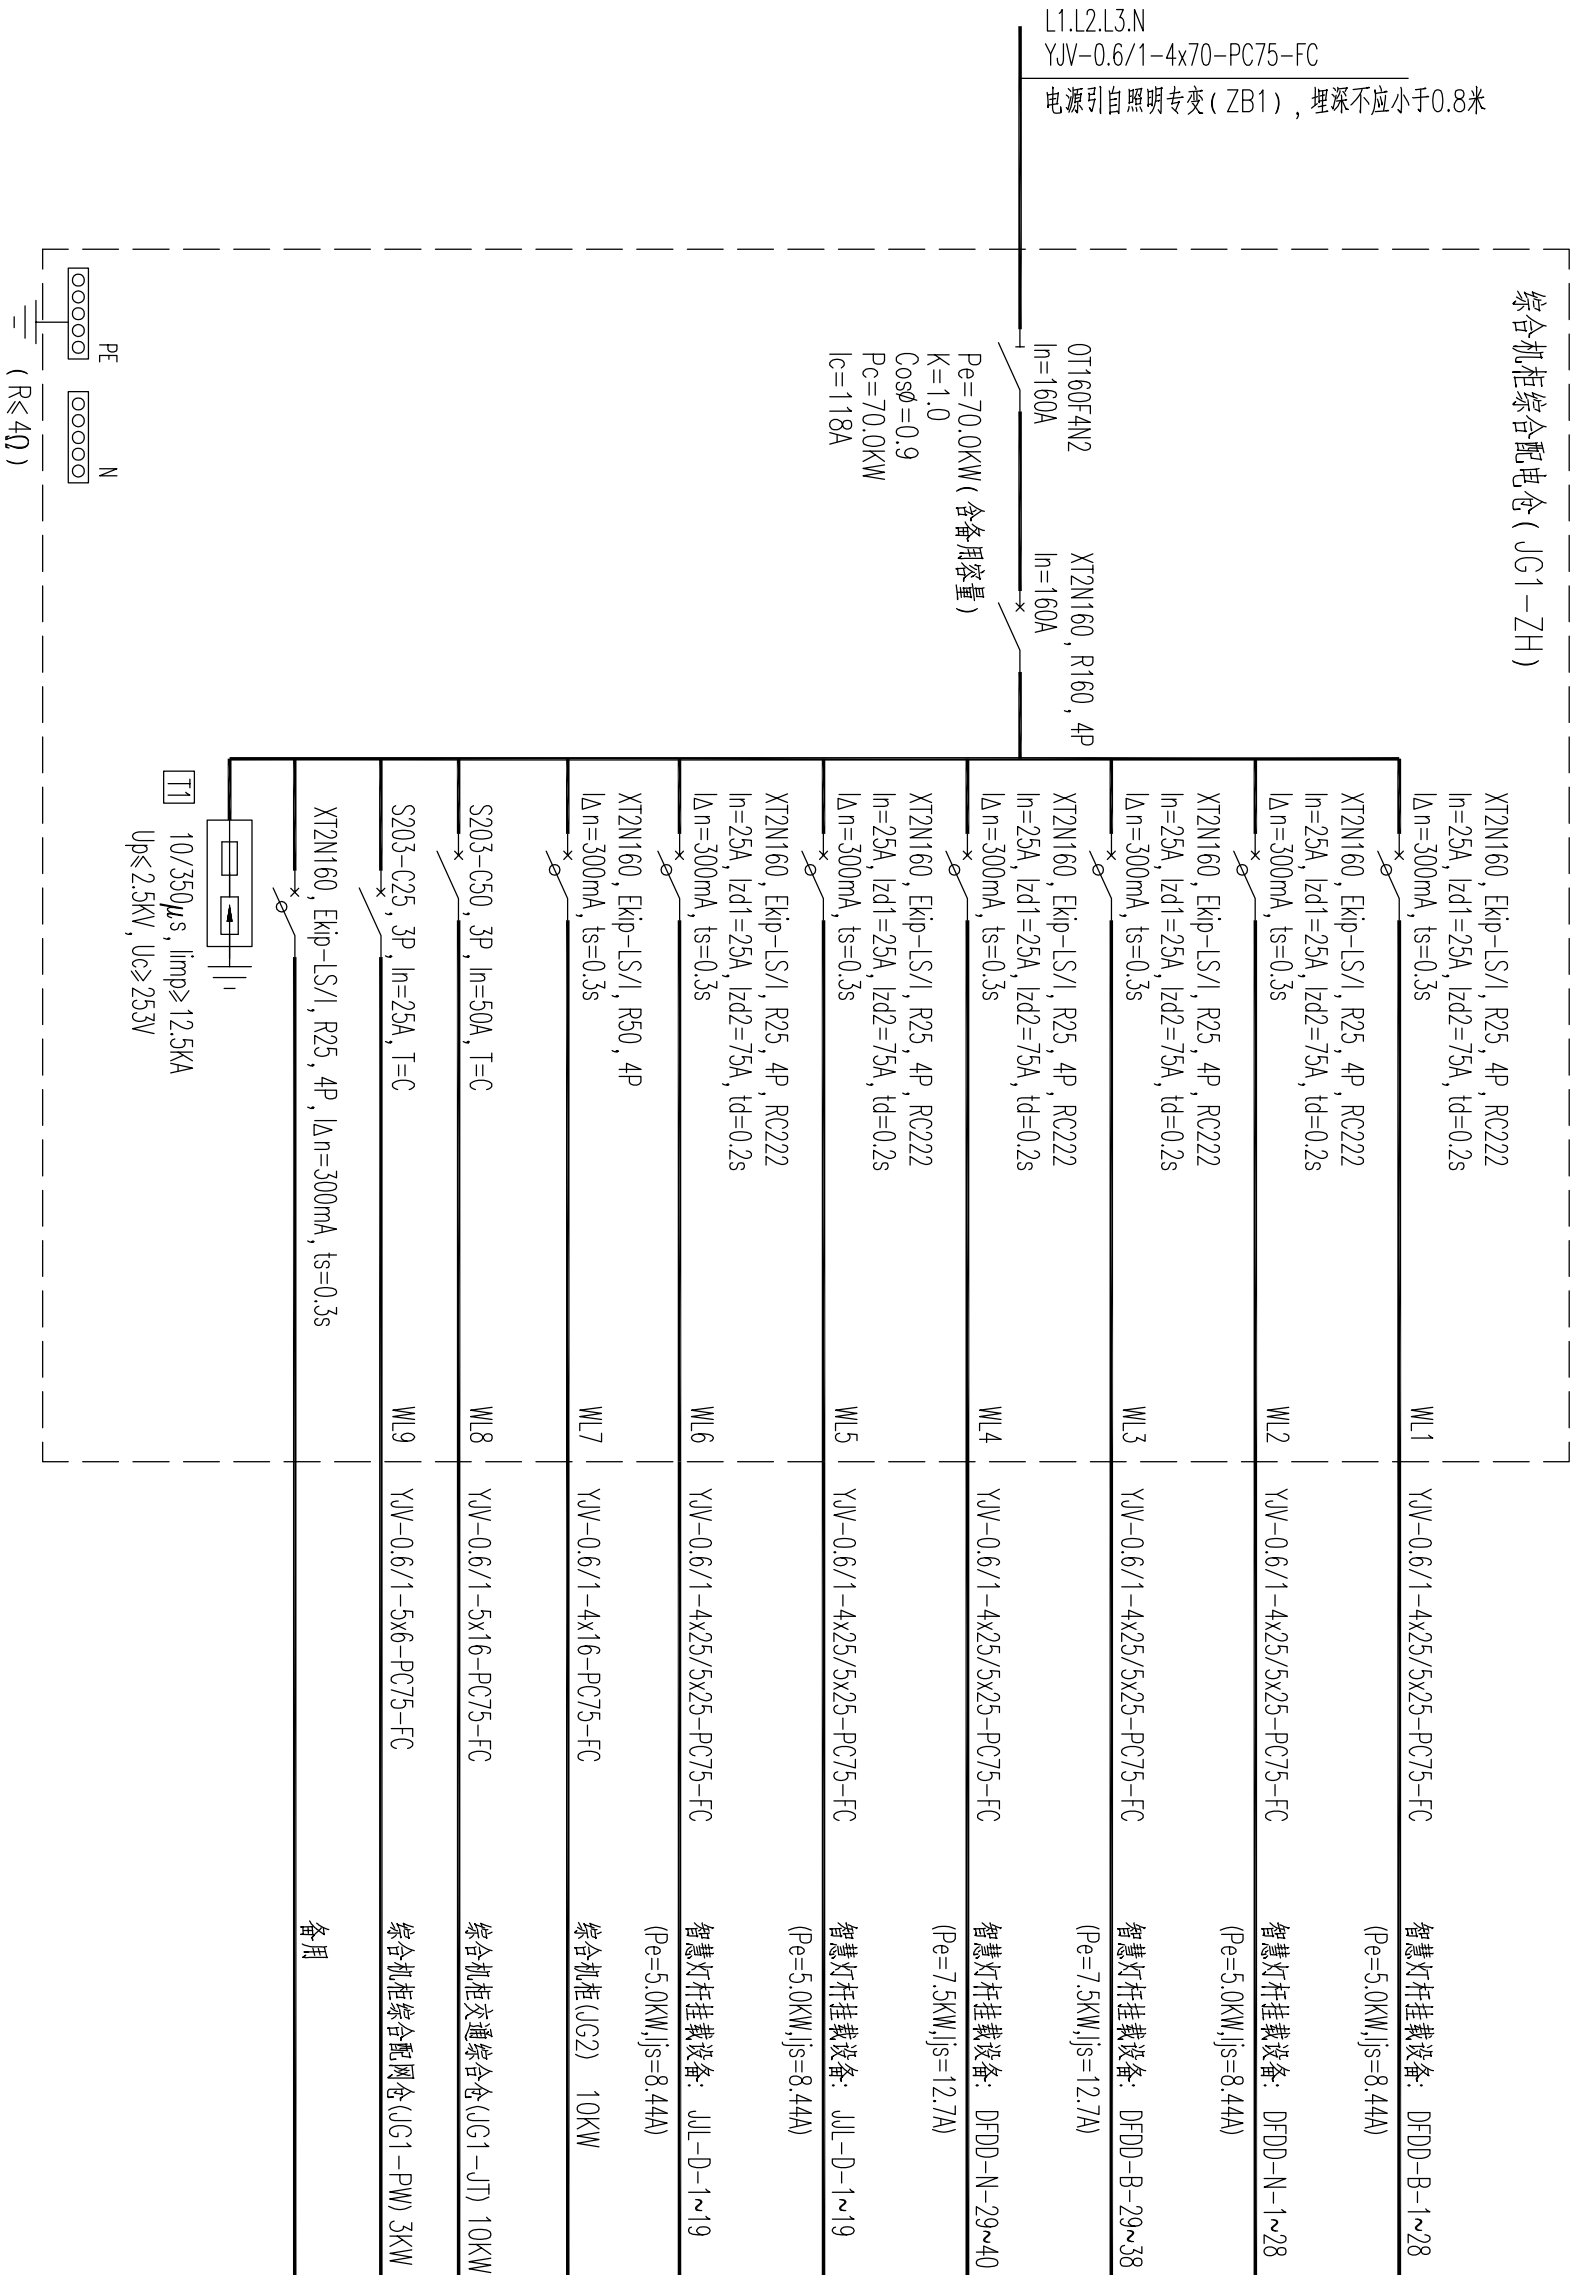 L1.L2.L3.N
YJV-0.6/1-4x70-PC75-FC
电源引自照明专变(ZB1),埋深不应小于0.8米
综合机柜综合配电仓(JG1-ZH)
OT160F4N2
In=160A
Pe=70.0KW(含备用容量)
K=1.0
CosØ=0.9
Pc=70.0KW
Ic=118A
XT2N160,R160,4P
In=160A
PE
N
(R≤4Ω)
XT2N160,Ekip-LS/I,R25,4P,RC222
In=25A,Izd1=25A,Izd2=75A,td=0.2s
IΔn=300mA,ts=0.3s
WL1
YJV-0.6/1-4x25/5x25-PC75-FC
智慧灯杆挂载设备: DFDD-B-1~28
(Pe=5.0KW,Ijs=8.44A)
XT2N160,Ekip-LS/I,R25,4P,RC222
In=25A,Izd1=25A,Izd2=75A,td=0.2s
IΔn=300mA,ts=0.3s
WL2
YJV-0.6/1-4x25/5x25-PC75-FC
智慧灯杆挂载设备: DFDD-N-1~28
(Pe=5.0KW,Ijs=8.44A)
XT2N160,Ekip-LS/I,R25,4P,RC222
In=25A,Izd1=25A,Izd2=75A,td=0.2s
IΔn=300mA,ts=0.3s
WL3
YJV-0.6/1-4x25/5x25-PC75-FC
智慧灯杆挂载设备: DFDD-B-29~38
(Pe=7.5KW,Ijs=12.7A)
XT2N160,Ekip-LS/I,R25,4P,RC222
In=25A,Izd1=25A,Izd2=75A,td=0.2s
IΔn=300mA,ts=0.3s
WL4
YJV-0.6/1-4x25/5x25-PC75-FC
智慧灯杆挂载设备: DFDD-N-29~40
(Pe=7.5KW,Ijs=12.7A)
XT2N160,Ekip-LS/I,R25,4P,RC222
In=25A,Izd1=25A,Izd2=75A,td=0.2s
IΔn=300mA,ts=0.3s
WL5
YJV-0.6/1-4x25/5x25-PC75-FC
智慧灯杆挂载设备: JJL-D-1~19
(Pe=5.0KW,Ijs=8.44A)
XT2N160,Ekip-LS/I,R25,4P,RC222
In=25A,Izd1=25A,Izd2=75A,td=0.2s
IΔn=300mA,ts=0.3s
WL6
YJV-0.6/1-4x25/5x25-PC75-FC
智慧灯杆挂载设备: JJL-D-1~19
(Pe=5.0KW,Ijs=8.44A)
XT2N160,Ekip-LS/I,R50,4P
IΔn=300mA,ts=0.3s
WL7
YJV-0.6/1-4x16-PC75-FC
综合机柜(JG2) 10KW
S203-C50,3P,In=50A,T=C
WL8
YJV-0.6/1-5x16-PC75-FC
综合机柜交通综合仓(JG1-JT) 10KW
S203-C25,3P,In=25A,T=C
WL9
YJV-0.6/1-5x6-PC75-FC
综合机柜综合配网仓(JG1-PW) 3KW
XT2N160,Ekip-LS/I,R25,4P,IΔn=300mA,ts=0.3s
备用
T1
10/350μs,Iimp≥12.5KA
Up≤2.5KV,Uc≥253V